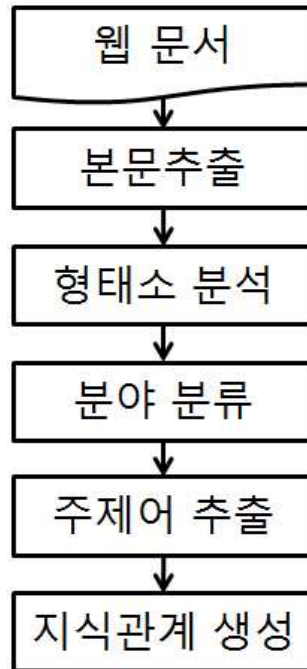 웹 문서
본문추출
형태소 분석
분야 분류
주제어 추출
지식관계 생성